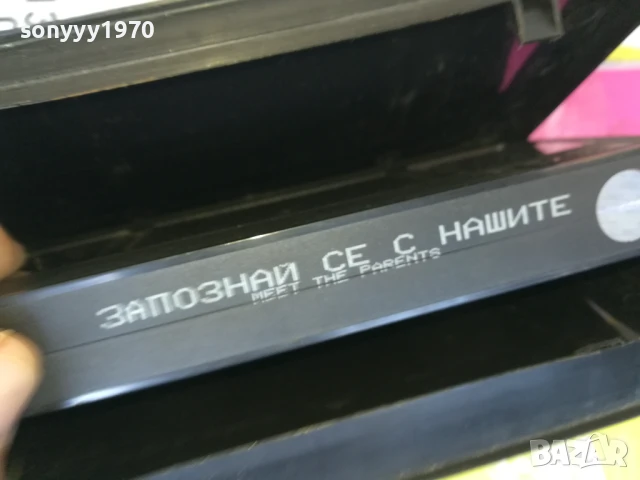 sonyyy1970
ЗАПОЗНАЙ СЕ С НАШИТЕ
MEET THE PARENTS
BAZAR